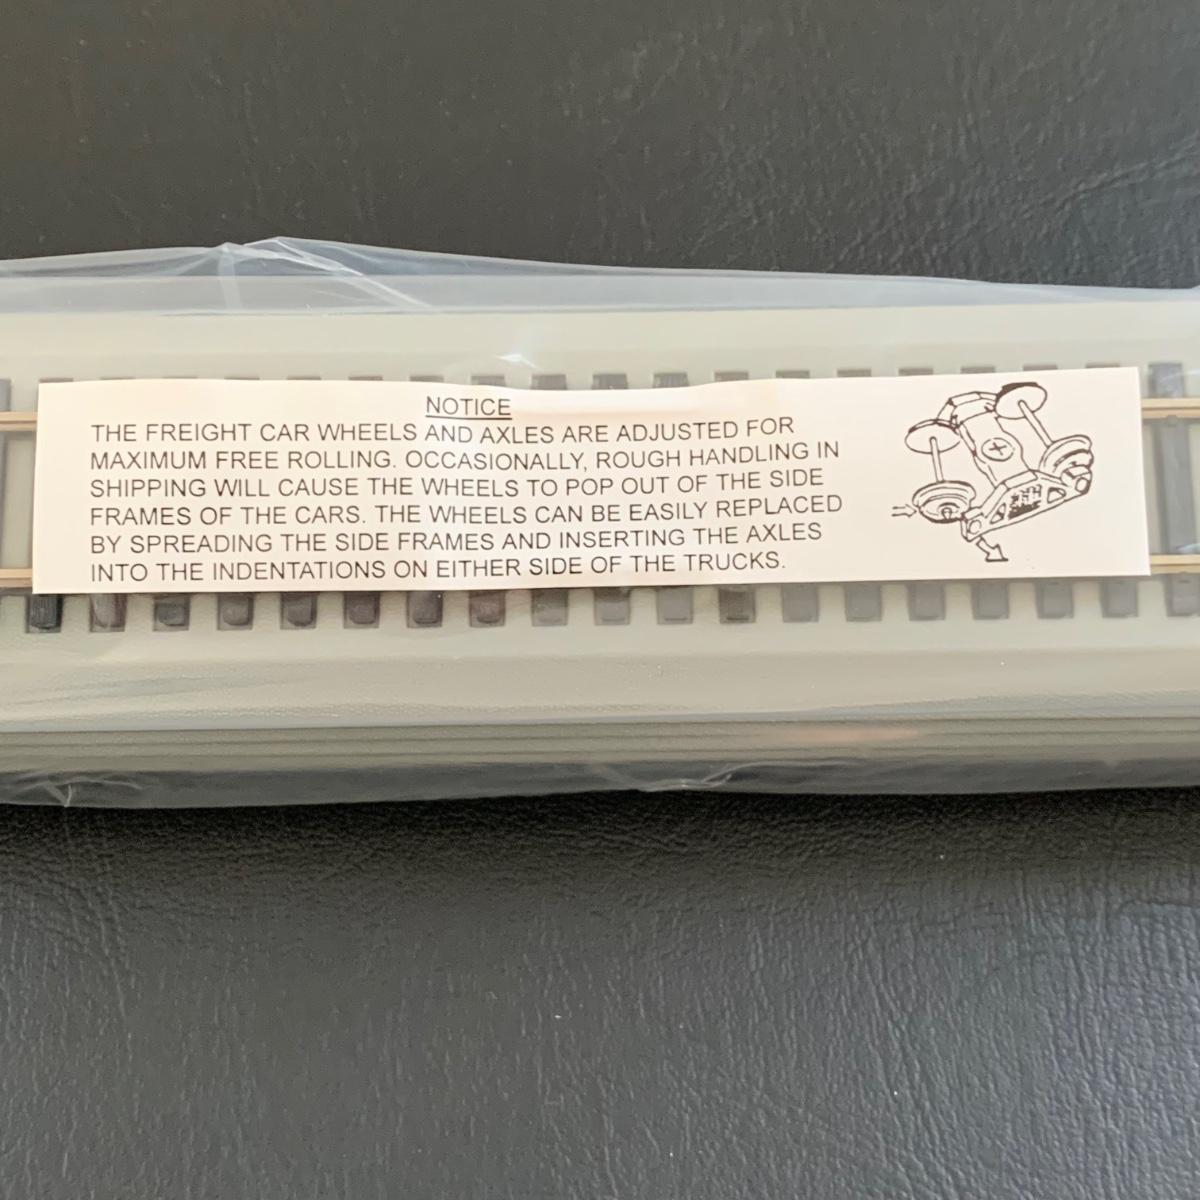 NOTICE
THE FREIGHT CAR WHEELS AND AXLES ARE ADJUSTED FOR
MAXIMUM FREE ROLLING. OCCASIONALLY, ROUGH HANDLING IN
SHIPPING WILL CAUSE THE WHEELS TO POP OUT OF THE SIDE
FRAMES OF THE CARS. THE WHEELS CAN BE EASILY REPLACED
BY SPREADING THE SIDE FRAMES AND INSERTING THE AXLES
INTO THE INDENTATIONS ON EITHER SIDE OF THE TRUCKS.